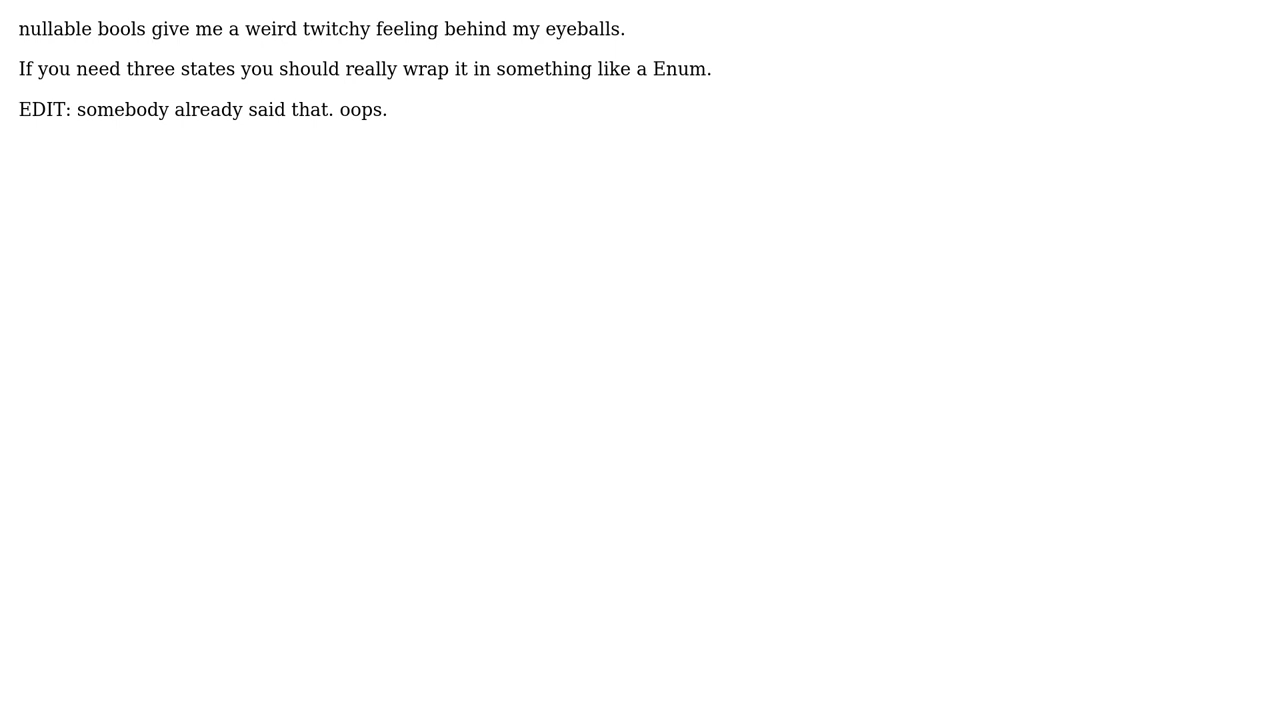 nullable bools give me a weird twitchy feeling behind my eyeballs.
If you need three states you should really wrap it in something like a Enum.
EDIT: somebody already said that. oops.